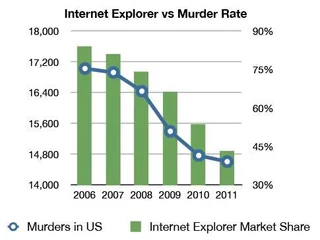 Internet Explorer vs Murder Rate
18,000 90%
17,200 75%
16,400 60%
15,600 45%
14,800
14,000 30%
2006 2007 2008 2009 2010 2011
Murders in US Internet Explorer Market Share